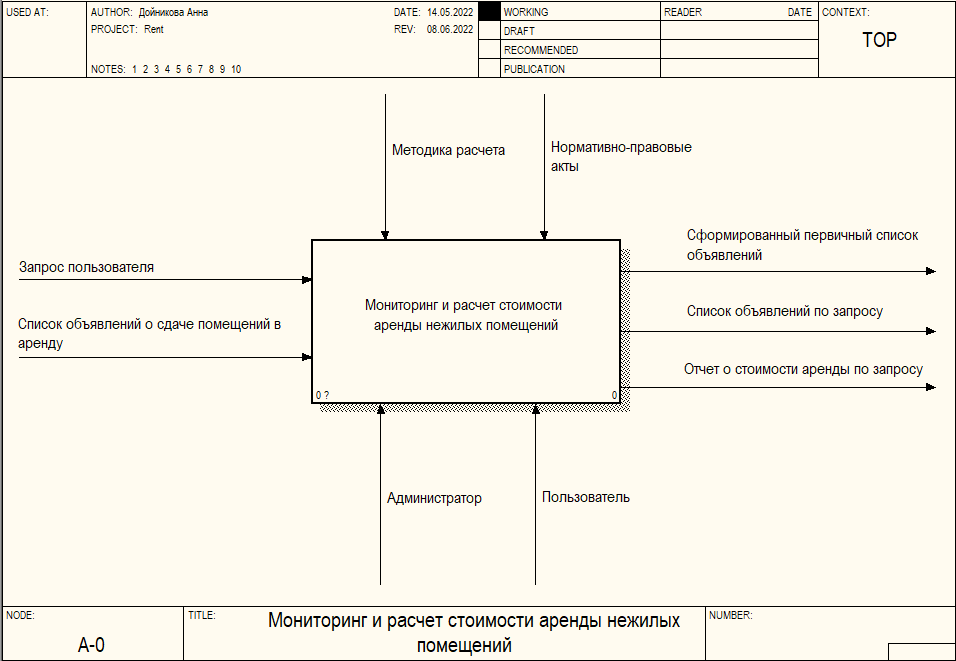 USED AT:
AUTHOR: Дойникова Анна
DATE: 14.05.2022
PROJECT: Rent
REV: 08.06.2022
NOTES: 1 2 3 4 5 6 7 8 9 10
WORKING
DRAFT
RECOMMENDED
PUBLICATION
READER DATE
CONTEXT:
TOP
Методика расчета
Нормативно-правовые
акты
Запрос пользователя
Список объявлений о сдаче помещений в
аренду
Мониторинг и расчет стоимости
аренды нежилых помещений
0 ?
0
Сформированный первичный список
объявлений
Список объявлений по запросу
Отчет о стоимости аренды по запросу
Администратор
Пользователь
NODE:
A-0
TITLE:
Мониторинг и расчет стоимости аренды нежилых
помещений
NUMBER: